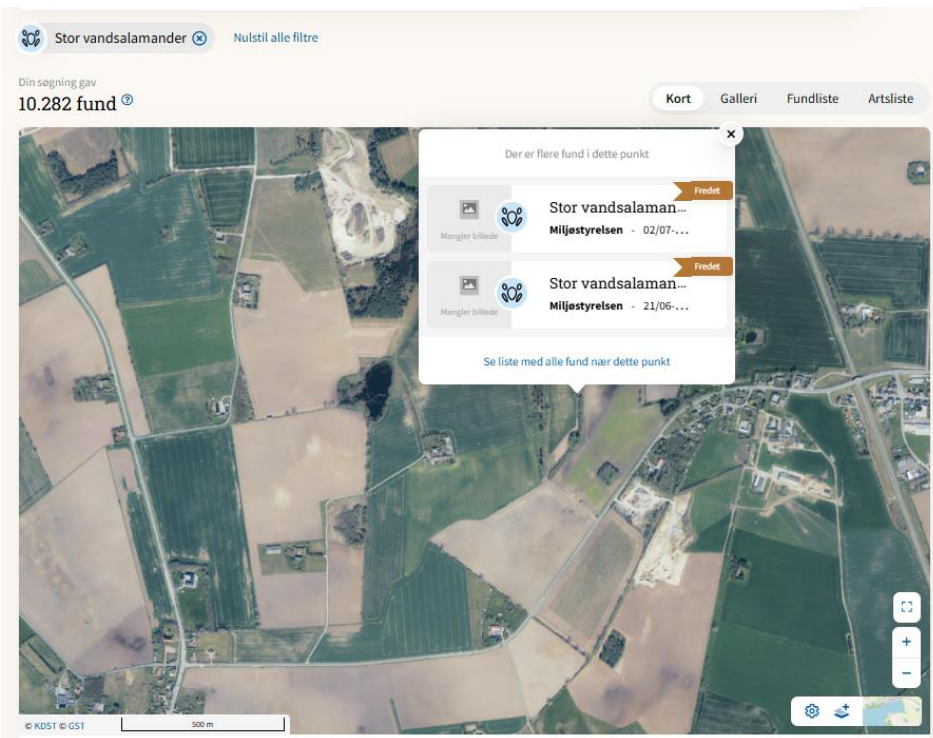 Stor vandsalamander
Nulstil alle filtre
Din søgning gav
10.282 fund
Kort
Galleri
Fundliste
Artsliste
Der er flere fund i dette punkt
Fredet
Stor vandsalaman...
Mangler billede
Miljøstyrelsen - 02/07-...
Fredet
Stor vandsalaman...
Mangler billede
Miljøstyrelsen - 21/06-...
Se liste med alle fund nær dette punkt
© KDST © GST
500 m